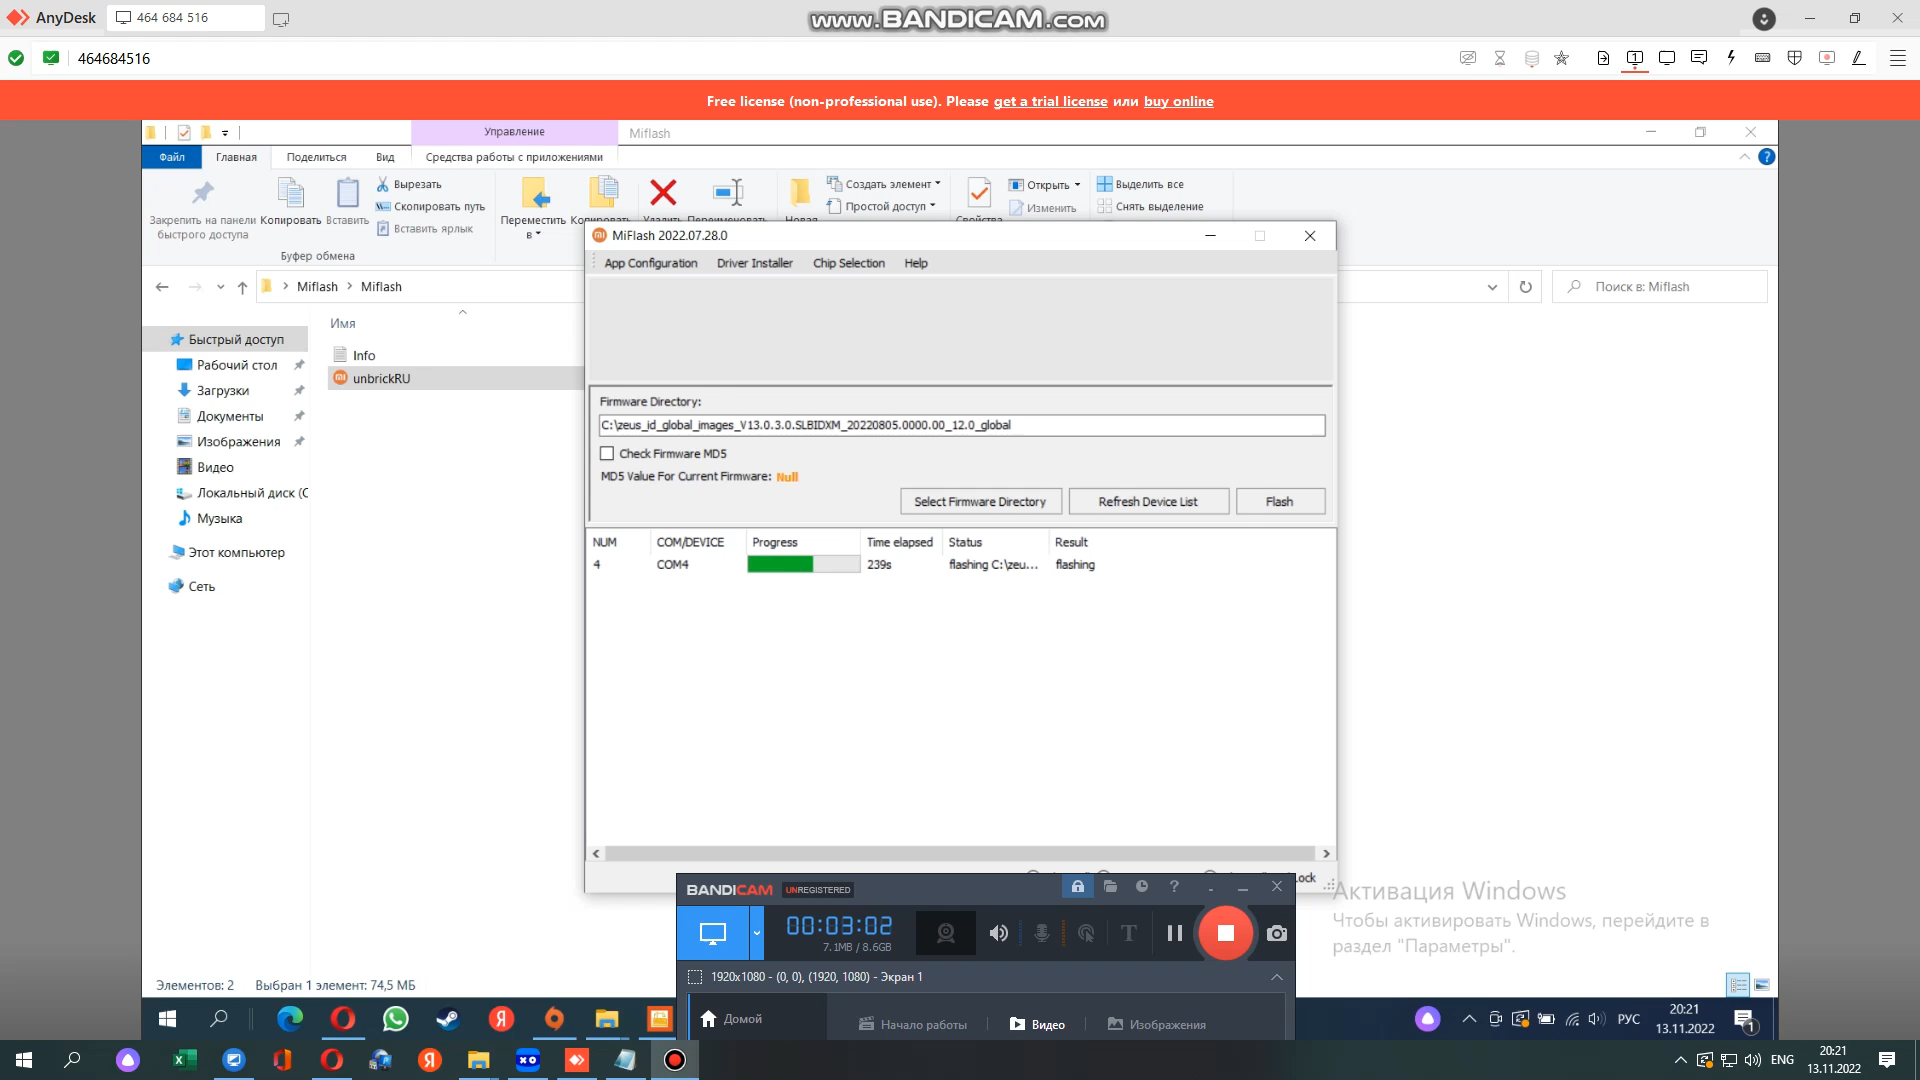 AnyDesk
464 684 516
www.BANDICAM.com
464684516
Free license (non-professional use). Please get a trial license или buy online
Управление
Miflash
Файл
Главная
Поделиться
Вид
Средства работы с приложениями
Закрепить на панели быстрого доступа
Копировать
Вставить
Вырезать
Скопировать путь
Вставить ярлык
Буфер обмена
Переместить в
Копировать
Удалить
Переименовать
Новая
Создать элемент
Простой доступ
Свойства
Открыть
Изменить
Выделить все
Снять выделение
MiFlash 2022.07.28.0
App Configuration
Driver Installer
Chip Selection
Help
Miflash
Miflash
Поиск в: Miflash
Имя
Info
unbrickRU
Быстрый доступ
Рабочий стол
Загрузки
Документы
Изображения
Видео
Локальный диск (C
Музыка
Этот компьютер
Сеть
Firmware Directory:
C:\zeus_id_global_images_V13.0.3.0.SLBIDXM_20220805.0000.00_12.0_global
Check Firmware MD5
MD5 Value For Current Firmware: Null
Select Firmware Directory
Refresh Device List
Flash
NUM COM/DEVICE Progress Time elapsed Status Result
4 COM4 239s flashing C:\zeu... flashing
lock
Активация Windows
Чтобы активировать Windows, перейдите в
раздел "Параметры".
BANDICAM UNREGISTERED
00:03:02
7.1MB / 8.6GB
1920x1080 - (0, 0), (1920, 1080) - Экран 1
Домой
Начало работы
Видео
Изображения
Элементов: 2
Выбран 1 элемент: 74,5 МБ
РУС
20:21
13.11.2022
1
ENG
20:21
13.11.2022